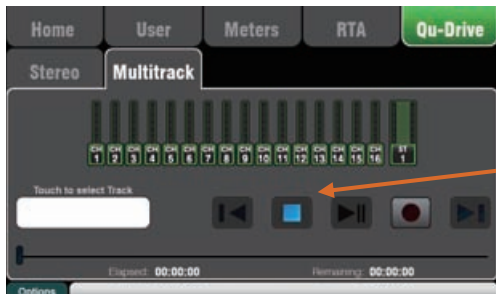 Home User Meters RTA Qu-Drive
Stereo Multitrack
CH 1 CH 2 CH 3 CH 4 CH 5 CH 6 CH 7 CH 8 CH 9 CH 10 CH 11 CH 12 CH 13 CH 14 CH 15 CH 16 ST 1
Touch to select Track
Elapsed: 00:00:00 Remaining: 00:00:00
Options